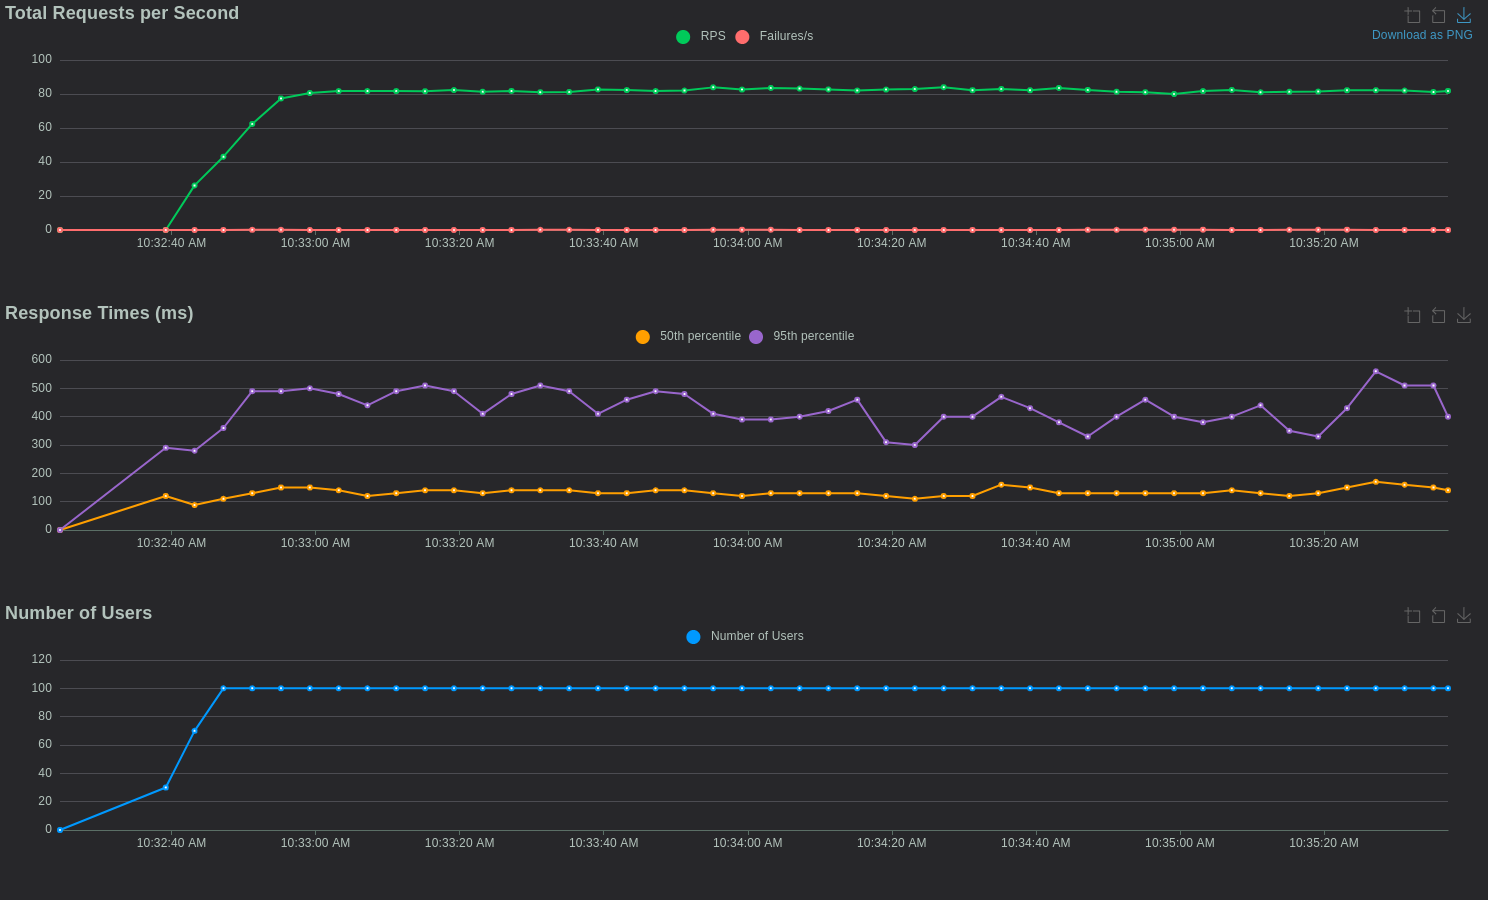 Total Requests per Second
RPS Failures/s
Download as PNG
100
80
60
40
20
0
10:32:40 AM 10:33:00 AM 10:33:20 AM 10:33:40 AM 10:34:00 AM 10:34:20 AM 10:34:40 AM 10:35:00 AM 10:35:20 AM
Response Times (ms)
50th percentile 95th percentile
600
500
400
300
200
100
0
10:32:40 AM 10:33:00 AM 10:33:20 AM 10:33:40 AM 10:34:00 AM 10:34:20 AM 10:34:40 AM 10:35:00 AM 10:35:20 AM
Number of Users
Number of Users
120
100
80
60
40
20
0
10:32:40 AM 10:33:00 AM 10:33:20 AM 10:33:40 AM 10:34:00 AM 10:34:20 AM 10:34:40 AM 10:35:00 AM 10:35:20 AM